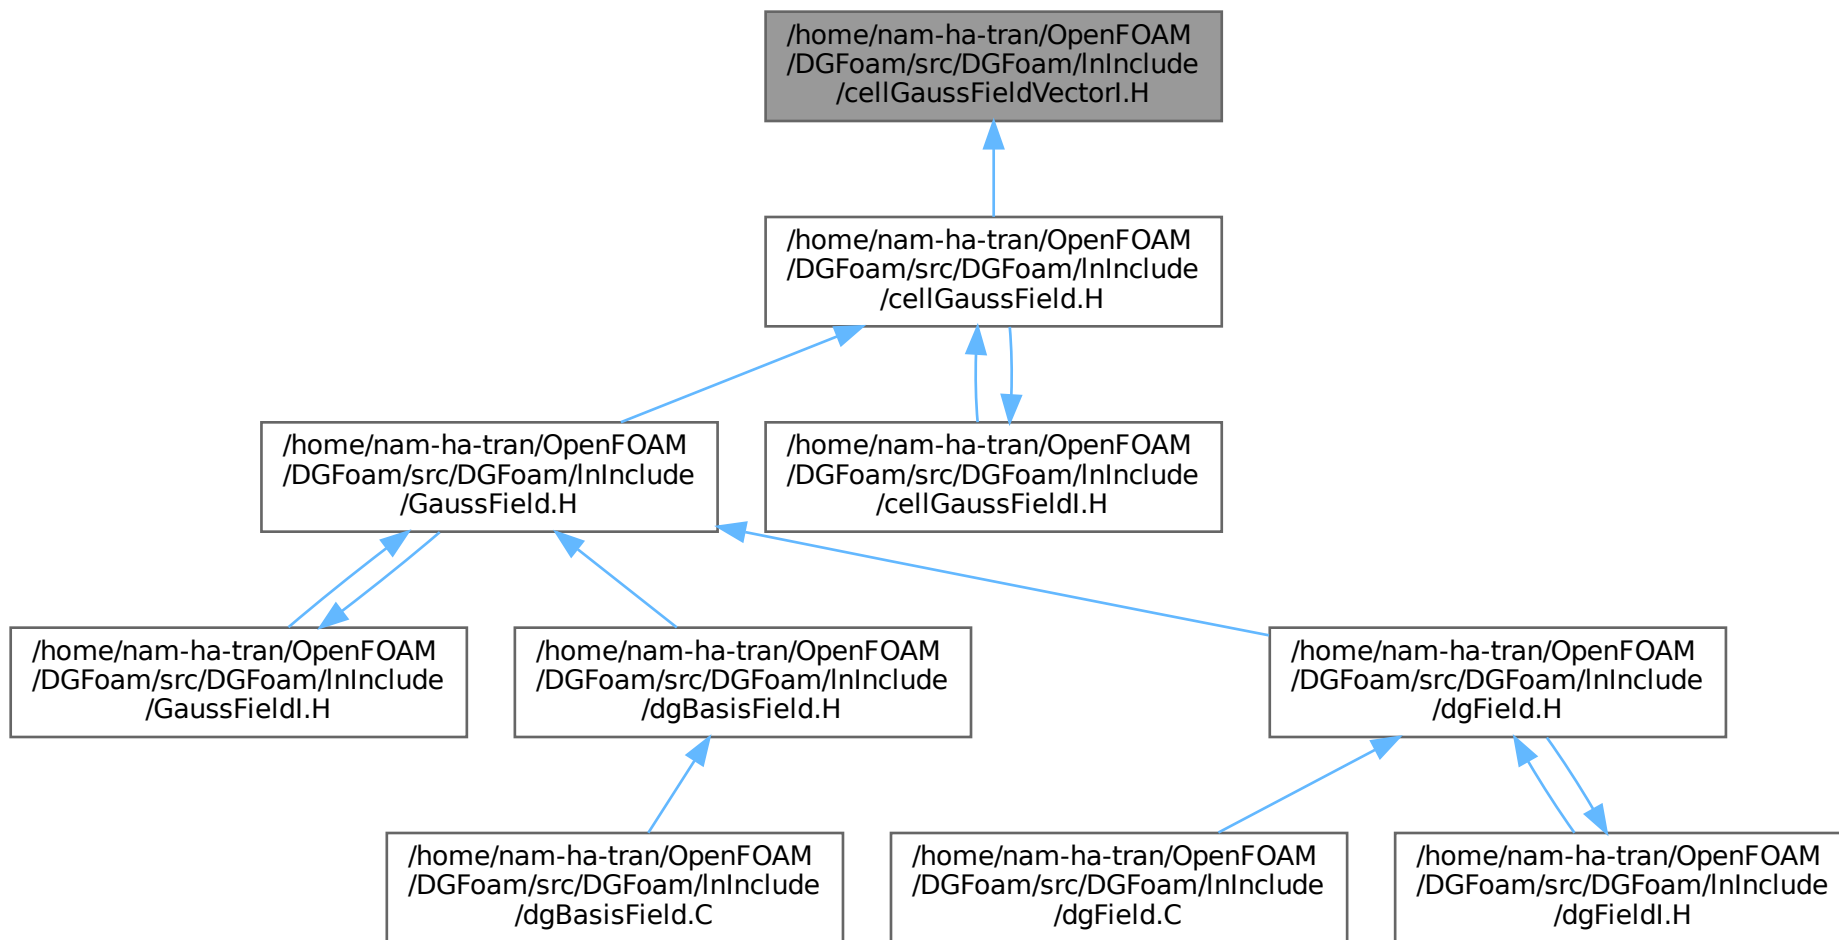 /home/nam-ha-tran/OpenFOAM
/DGFoam/src/DGFoam/lnInclude
/cellGaussFieldVectorI.H
/home/nam-ha-tran/OpenFOAM
/DGFoam/src/DGFoam/lnInclude
/cellGaussField.H
/home/nam-ha-tran/OpenFOAM
/DGFoam/src/DGFoam/lnInclude
/GaussField.H
/home/nam-ha-tran/OpenFOAM
/DGFoam/src/DGFoam/lnInclude
/cellGaussFieldI.H
/home/nam-ha-tran/OpenFOAM
/DGFoam/src/DGFoam/lnInclude
/GaussFieldI.H
/home/nam-ha-tran/OpenFOAM
/DGFoam/src/DGFoam/lnInclude
/dgBasisField.H
/home/nam-ha-tran/OpenFOAM
/DGFoam/src/DGFoam/lnInclude
/dgField.H
/home/nam-ha-tran/OpenFOAM
/DGFoam/src/DGFoam/lnInclude
/dgBasisField.C
/home/nam-ha-tran/OpenFOAM
/DGFoam/src/DGFoam/lnInclude
/dgField.C
/home/nam-ha-tran/OpenFOAM
/DGFoam/src/DGFoam/lnInclude
/dgFieldI.H